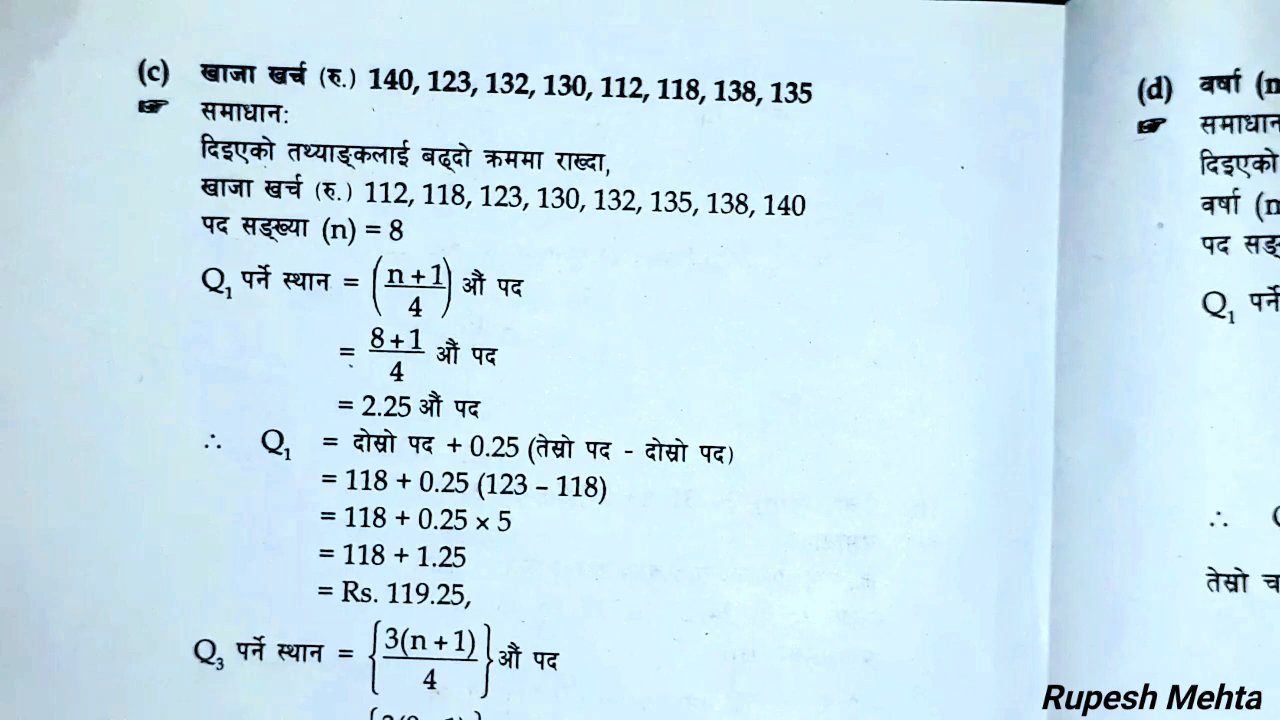 (c) खाजा खर्च (रु.) 140, 123, 132, 130, 112, 118, 138, 135
☞ समाधान:
दिइएको तथ्याङ्कलाई बढ्दो क्रममा राख्दा,
खाजा खर्च (रु.) 112, 118, 123, 130, 132, 135, 138, 140
पद सङ्ख्या (n) = 8
Q₁ पर्ने स्थान = ((n + 1)/4) औं पद
= (8 + 1)/4 औं पद
= 2.25 औं पद
∴ Q₁ = दोस्रो पद + 0.25 (तेस्रो पद - दोस्रो पद)
= 118 + 0.25 (123 – 118)
= 118 + 0.25 × 5
= 118 + 1.25
= Rs. 119.25,
Q₃ पर्ने स्थान = {3(n + 1)/4} औं पद
(d) वर्षा
☞ समाधान
दिइएको
वर्षा
पद
Q₁ पर्ने
∴
तेस्रो
Rupesh Mehta